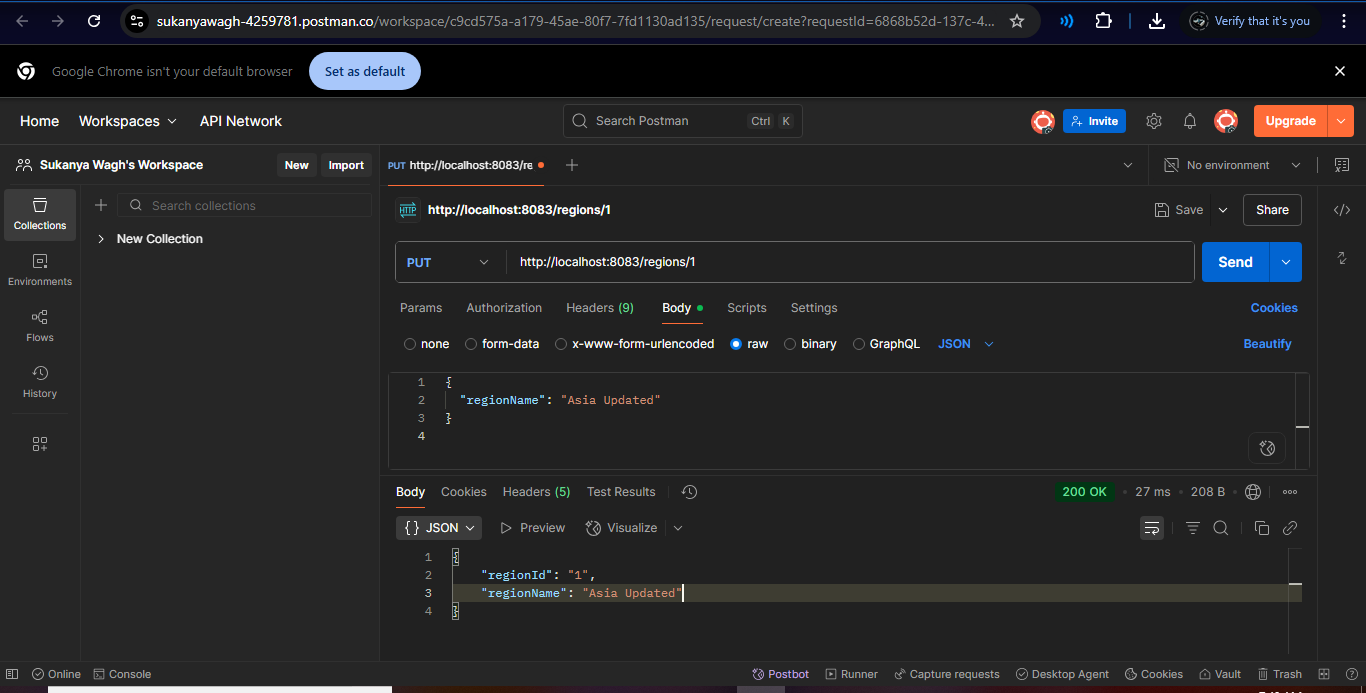 sukanyawagh-4259781.postman.co/workspace/c9cd575a-a179-45ae-80f7-7fd1130ad135/request/create?requestId=6868b52d-137c-4...
Verify that it's you
Google Chrome isn't your default browser
Set as default
Home
Workspaces
API Network
Search Postman
Ctrl
K
Invite
Upgrade
Sukanya Wagh's Workspace
New
Import
PUT http://localhost:8083/re
No environment
Collections
Environments
Flows
History
Search collections
New Collection
HTTP
http://localhost:8083/regions/1
Save
Share
PUT
http://localhost:8083/regions/1
Send
Params
Authorization
Headers (9)
Body
Scripts
Settings
Cookies
none
form-data
x-www-form-urlencoded
raw
binary
GraphQL
JSON
Beautify
1 {
2 "regionName": "Asia Updated"
3 }
4
Body
Cookies
Headers (5)
Test Results
200 OK
27 ms
208 B
{} JSON
Preview
Visualize
1 {
2 "regionId": "1",
3 "regionName": "Asia Updated"
4 }
Online
Console
Postbot
Runner
Capture requests
Desktop Agent
Cookies
Vault
Trash